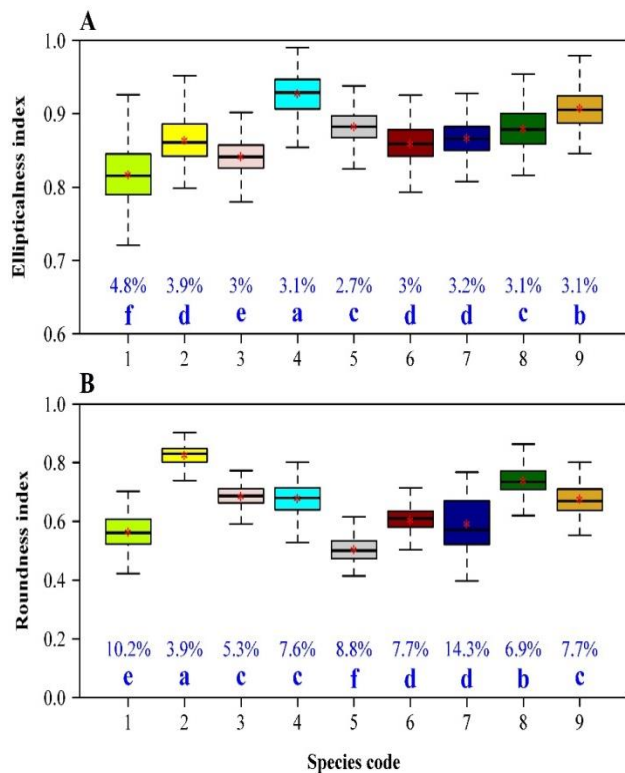 A
Ellipticalness index
1.0
0.9
0.8
0.7
0.6
4.8% 3.9% 3% 3.1% 2.7% 3% 3.2% 3.1% 3.1%
f d e a c d d c b
1 2 3 4 5 6 7 8 9
B
Roundness index
1.0
0.8
0.6
0.4
0.2
0.0
10.2% 3.9% 5.3% 7.6% 8.8% 7.7% 14.3% 6.9% 7.7%
e a c c f d d b c
1 2 3 4 5 6 7 8 9
Species code